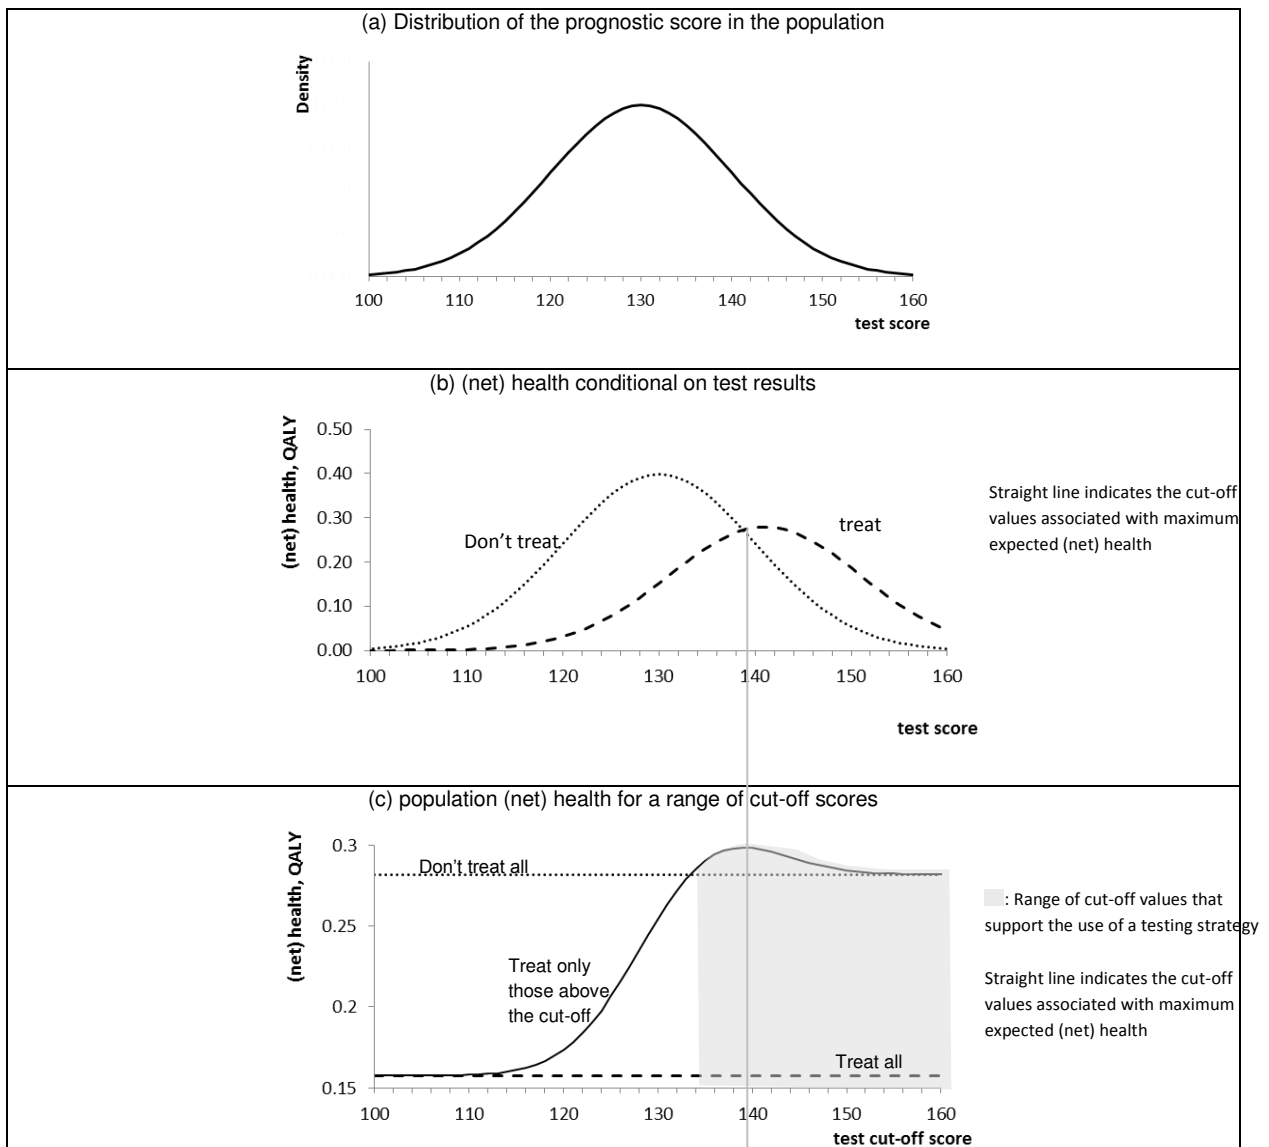 (a) Distribution of the prognostic score in the population
Density
100 110 120 130 140 150 160
test score
(b) (net) health conditional on test results
(net) health, QALY
0.50
0.40
0.30
0.20
0.10
0.00
Don't treat
treat
100 110 120 130 140 150 160
test score
Straight line indicates the cut-off
values associated with maximum
expected (net) health
(c) population (net) health for a range of cut-off scores
(net) health, QALY
0.3
0.25
0.2
0.15
Don't treat all
Treat only
those above
the cut-off
Treat all
100 110 120 130 140 150 160
test cut-off score
: Range of cut-off values that
support the use of a testing strategy
Straight line indicates the cut-off
values associated with maximum
expected (net) health